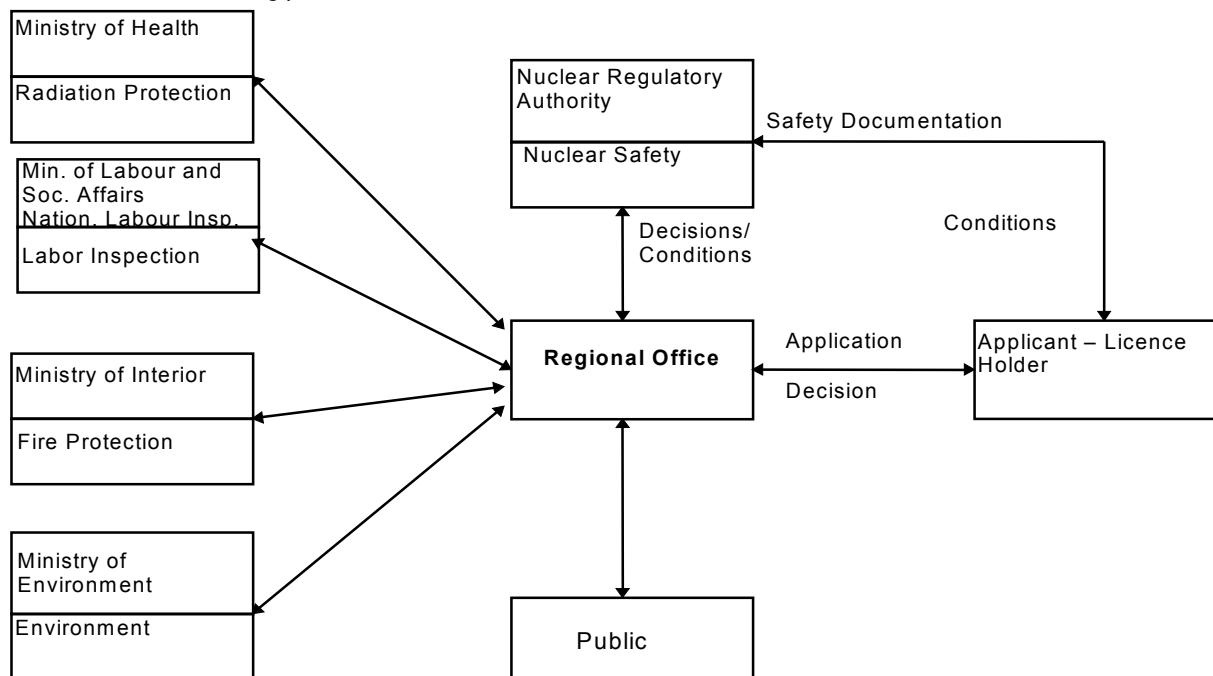 Ministry of Health
Radiation Protection
Min. of Labour and
Soc. Affairs
Nation. Labour Insp.
Labor Inspection
Ministry of Interior
Fire Protection
Ministry of
Environment
Environment
Nuclear Regulatory
Authority
Nuclear Safety
Safety Documentation
Decisions/
Conditions
Conditions
Regional Office
Application
Decision
Applicant – Licence
Holder
Public